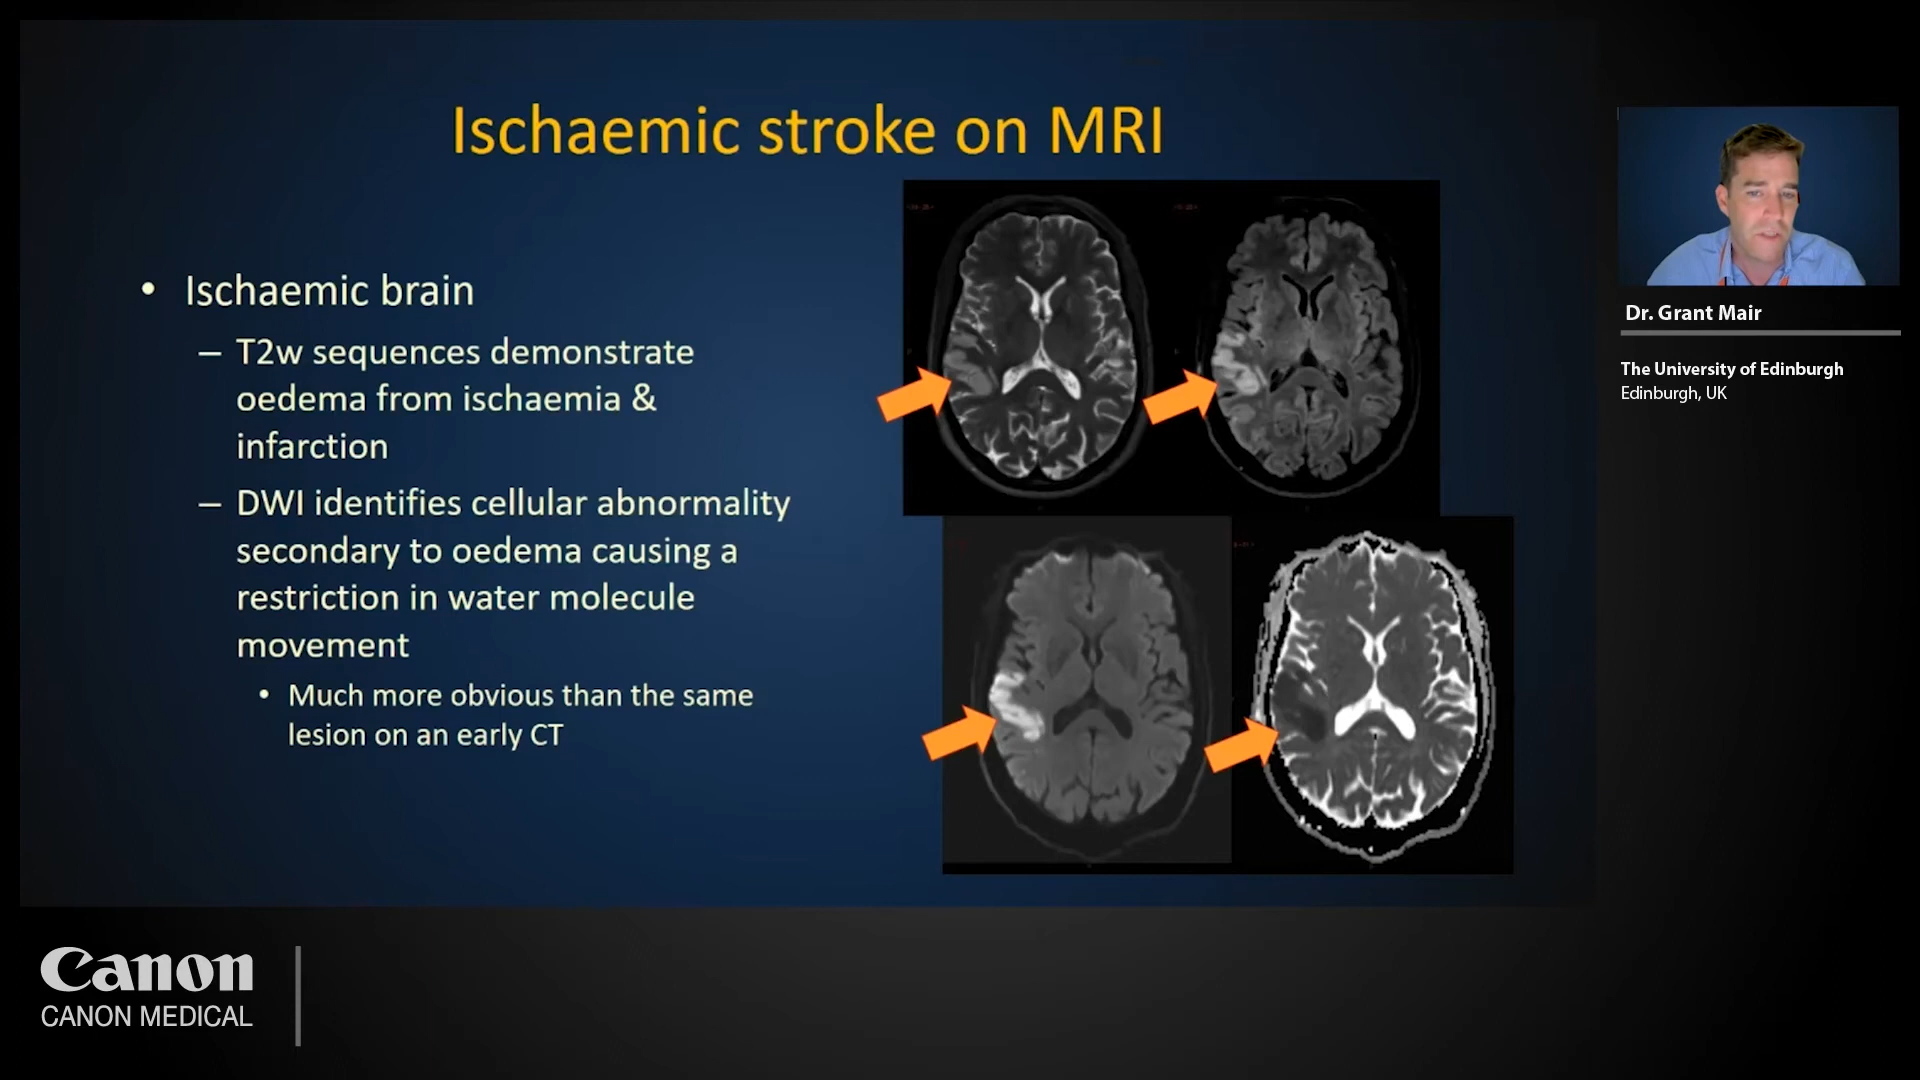 Ischaemic stroke on MRI
• Ischaemic brain
– T2w sequences demonstrate
oedema from ischaemia &
infarction
– DWI identifies cellular abnormality
secondary to oedema causing a
restriction in water molecule
movement
• Much more obvious than the same
lesion on an early CT
Dr. Grant Mair
The University of Edinburgh
Edinburgh, UK
Canon
CANON MEDICAL